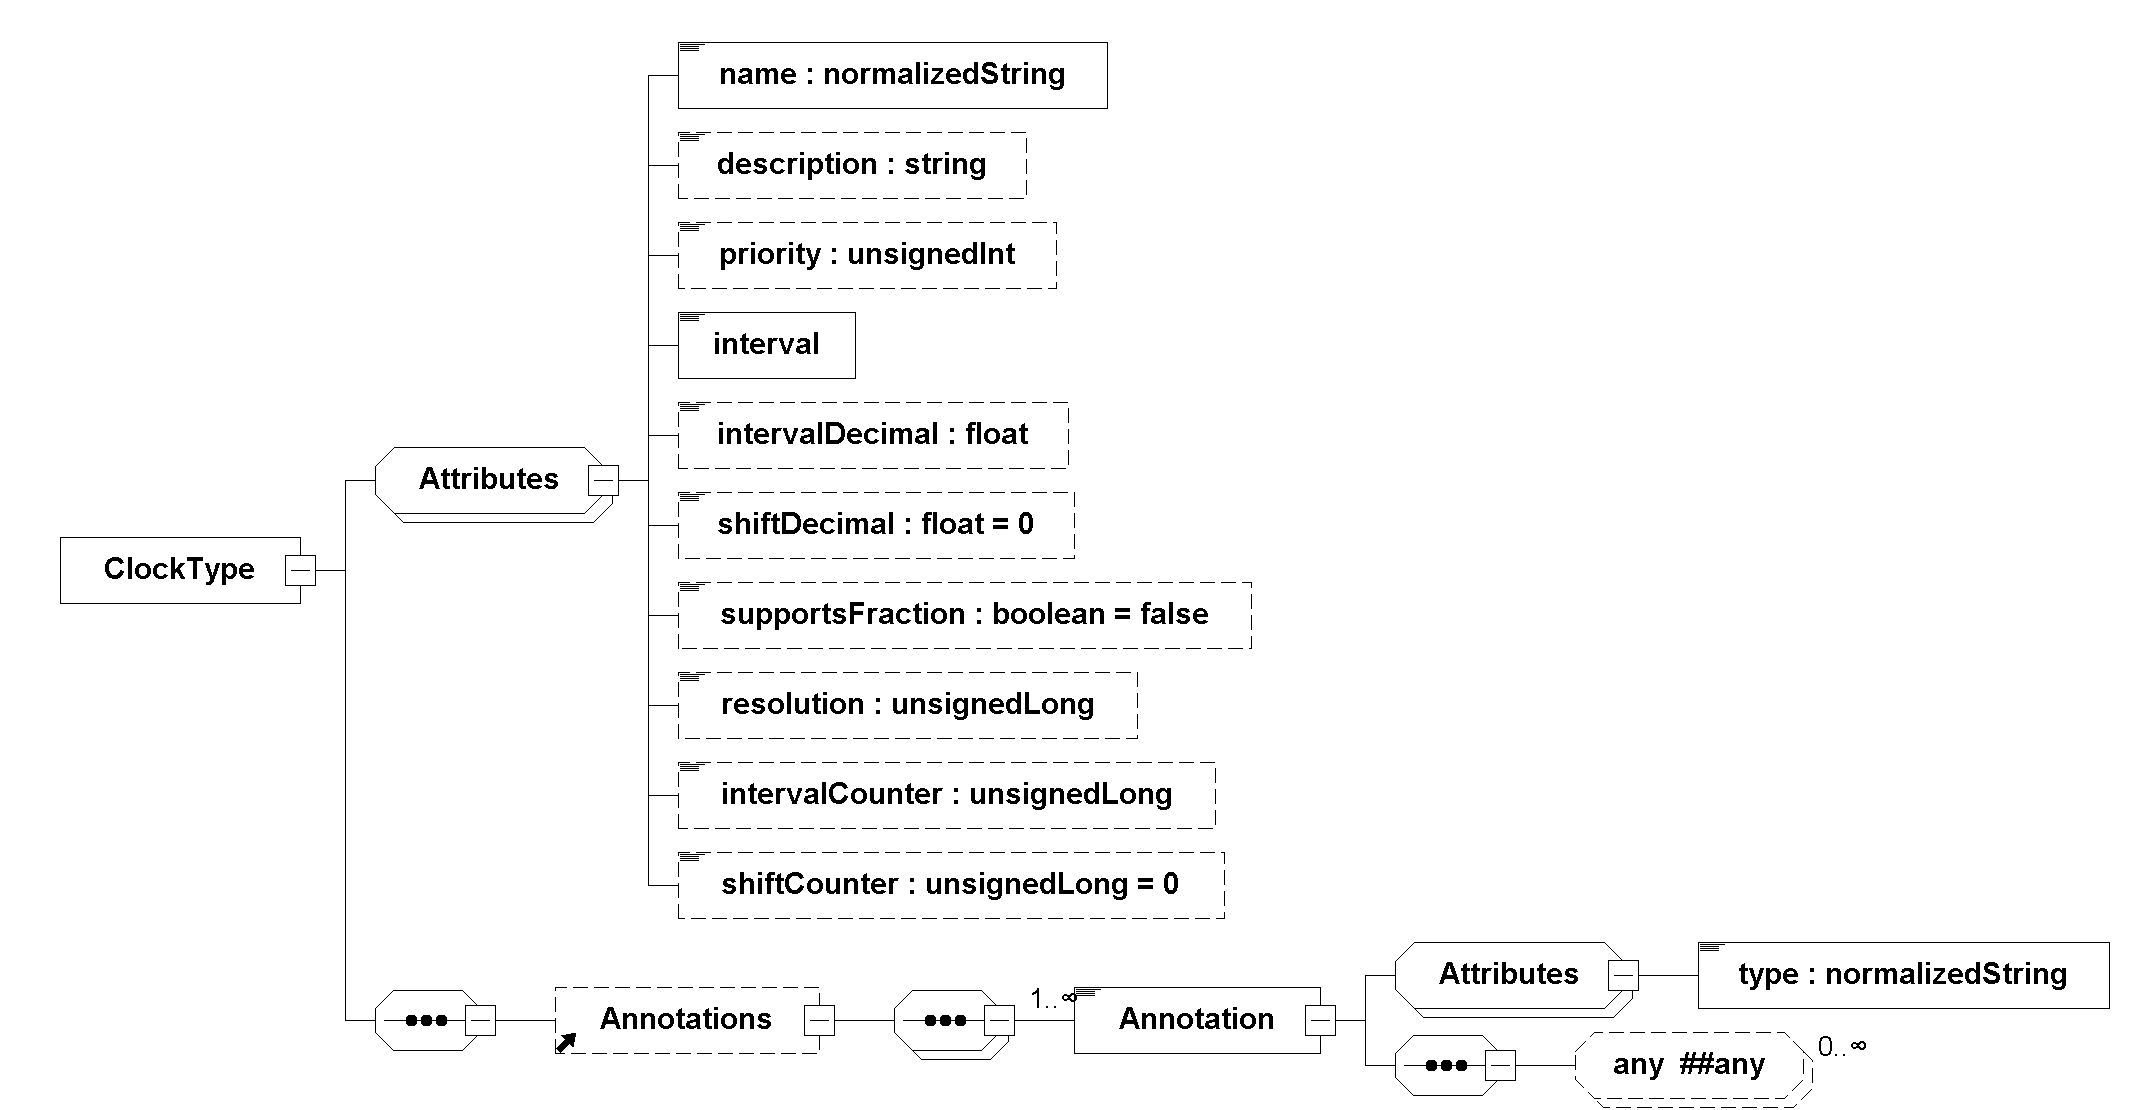 name : normalizedString
description : string
priority : unsignedInt
interval
intervalDecimal : float
Attributes
shiftDecimal : float = 0
ClockType
supportsFraction : boolean = false
resolution : unsignedLong
intervalCounter : unsignedLong
shiftCounter : unsignedLong = 0
Attributes
type : normalizedString
Annotations
1..∞
Annotation
any ##any
0..∞